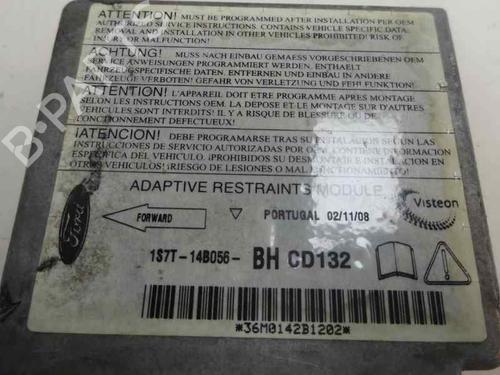 ATTENTION! MUST BE PROGRAMMED AFTER INSTALLATION PER OEM
AUTHORIZED SERVICE INSTRUCTIONS. CONTAINS VEHICLE SPECIFIC DATA.
REMOVAL AND INSTALLATION IN OTHER VEHICLES PROHIBITED! RISK OF
INJURY OR MALFUNCTION!
ACHTUNG! MUSS NACH EINBAU GEMAESS VORGESCHRIEBENEN OEM
SERVICE ANWEISUNGEN PROGRAMMIERT WERDEN. ENTHAELT
FAHRZEUGSPEZIFISCHE DATEN. ENTFERNEN UND EINBAU IN ANDERE
FAHRZEUGE VERBOTEN! GEFAHR VON VERLETZUNG UND FEHLFUNKTION!
ATTENTION! L'APPAREIL DOIT ETRE PROGRAMME APRES MONTAGE
SELON LES INSTRUCTIONS OEM. LA DEPOSE ET LE MONTAGE SUR D'AUTRES
VEHICULES SONT INTERDITS! IL Y A RISQUE DE BLESSURE OU DE
FONCTIONNEMENT DEFECTUEUX!
¡ATENCION! DEBE PROGRAMARSE TRAS SU INSTALACION SEGUN LAS
INSTRUCCIONES DE SERVICIO AUTORIZADAS POR OEM. CONTIENE INFORMACION
ESPECIFICA DEL VEHICULO. ¡PROHIBIDO SU DESMONTAJE E INSTALACION EN
OTROS VEHICULOS! ¡RIESGO DE LESIONES O MAL FUNCIONAMIENTO!
ADAPTIVE RESTRAINTS MODULE
Ford FORWARD PORTUGAL 02/11/08 Visteon
1S7T-14B056- BH CD132
*36M0142B1202*